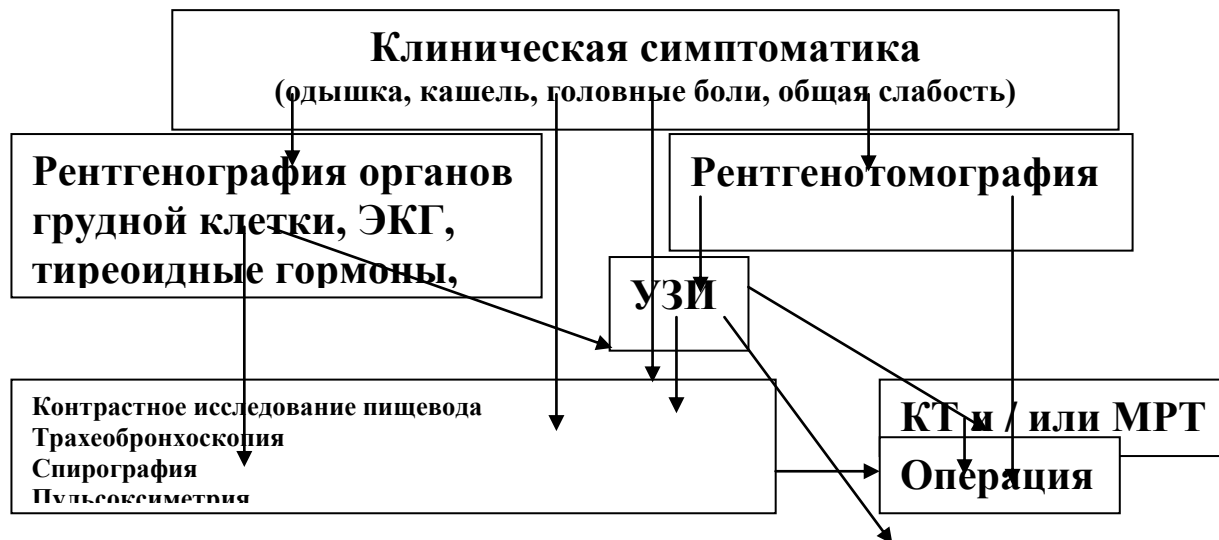 Клиническая симптоматика
(одышка, кашель, головные боли, общая слабость)
Рентгенография органов
грудной клетки, ЭКГ,
тиреоидные гормоны,
Рентгенотомография
УЗИ
Контрастное исследование пищевода
Трахеобронхоскопия
Спирография
Пульсоксиметрия
КТ и / или МРТ
Операция